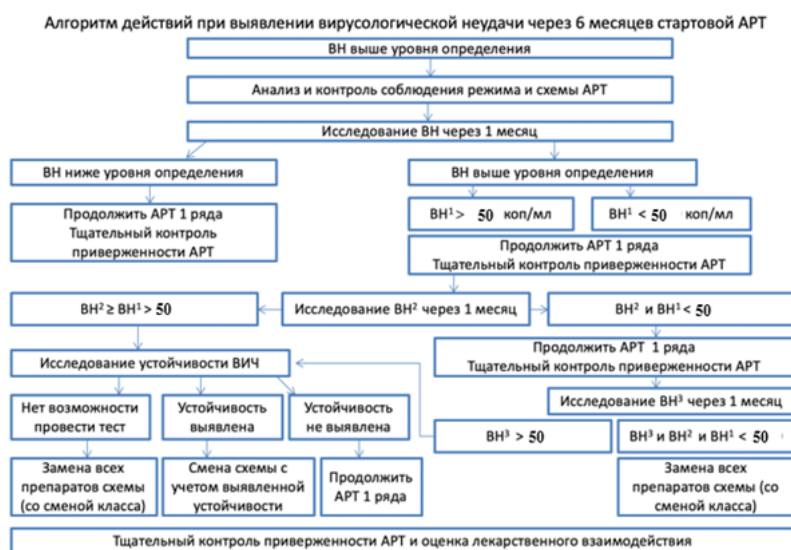 Алгоритм действий при выявлении вирусологической неудачи через 6 месяцев стартовой АРТ
ВН выше уровня определения
Анализ и контроль соблюдения режима и схемы АРТ
Исследование ВН через 1 месяц
ВН ниже уровня определения
ВН выше уровня определения
Продолжить АРТ 1 ряда
Тщательный контроль
приверженности АРТ
ВН¹ > 50 коп/мл
ВН¹ < 50 коп/мл
Продолжить АРТ 1 ряда
Тщательный контроль приверженности АРТ
ВН² ≥ ВН¹ > 50
Исследование ВН² через 1 месяц
ВН² и ВН¹ < 50
Исследование устойчивости ВИЧ
Продолжить АРТ 1 ряда
Тщательный контроль приверженности АРТ
Исследование ВН³ через 1 месяц
Нет возможности
провести тест
Устойчивость
выявлена
Устойчивость
не выявлена
ВН³ > 50
ВН³ и ВН² и ВН¹ < 50
Замена всех
препаратов схемы
(со сменой класса)
Смена схемы с
учетом выявленной
устойчивости
Продолжить
АРТ 1 ряда
Замена всех
препаратов схемы (со
сменой класса)
Тщательный контроль приверженности АРТ и оценка лекарственного взаимодействия